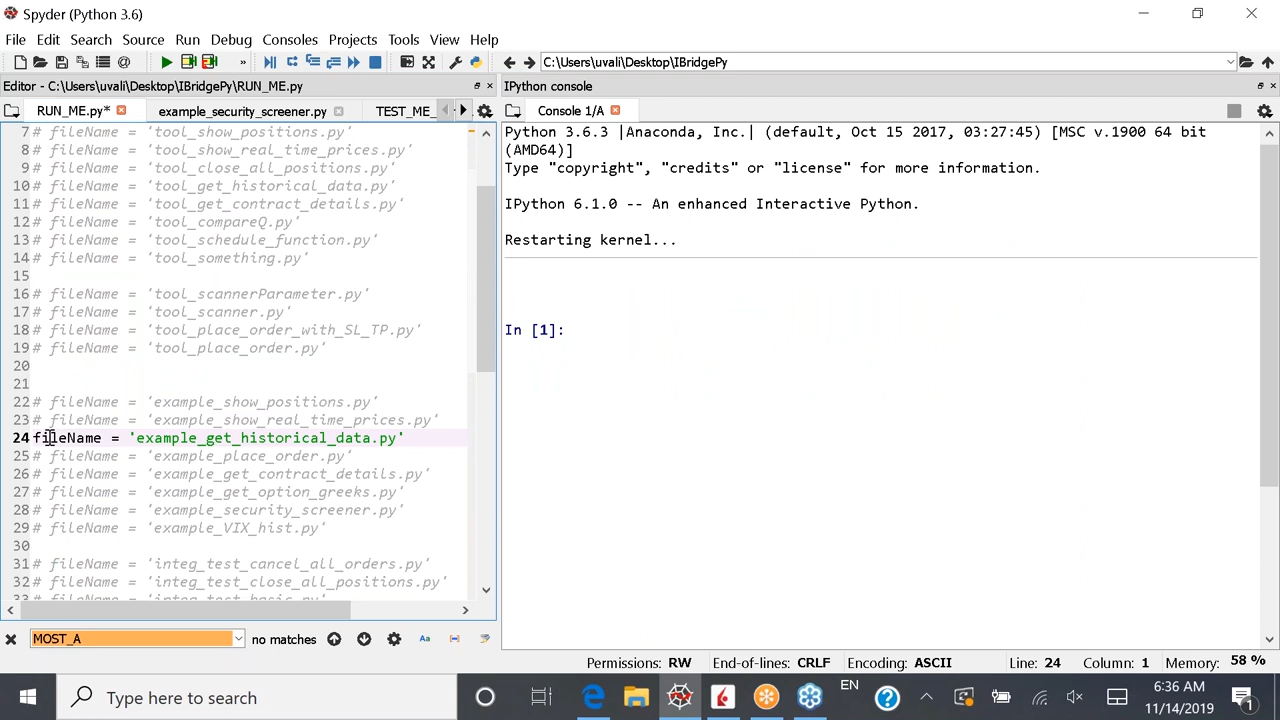 Spyder (Python 3.6)
File Edit Search Source Run Debug Consoles Projects Tools View Help
C:\Users\uvali\Desktop\IBridgePy
Editor - C:\Users\uvali\Desktop\IBridgePy\RUN_ME.py
RUN_ME.py* example_security_screener.py TEST_ME_
7 # fileName = 'tool_show_positions.py'
8 # fileName = 'tool_show_real_time_prices.py'
9 # fileName = 'tool_close_all_positions.py'
10 # fileName = 'tool_get_historical_data.py'
11 # fileName = 'tool_get_contract_details.py'
12 # fileName = 'tool_compareQ.py'
13 # fileName = 'tool_schedule_function.py'
14 # fileName = 'tool_something.py'
15
16 # fileName = 'tool_scannerParameter.py'
17 # fileName = 'tool_scanner.py'
18 # fileName = 'tool_place_order_with_SL_TP.py'
19 # fileName = 'tool_place_order.py'
20
21
22 # fileName = 'example_show_positions.py'
23 # fileName = 'example_show_real_time_prices.py'
24 fileName = 'example_get_historical_data.py'
25 # fileName = 'example_place_order.py'
26 # fileName = 'example_get_contract_details.py'
27 # fileName = 'example_get_option_greeks.py'
28 # fileName = 'example_security_screener.py'
29 # fileName = 'example_VIX_hist.py'
30
31 # fileName = 'integ_test_cancel_all_orders.py'
32 # fileName = 'integ_test_close_all_positions.py'
33 # fileName = 'integ_test_basic.py'
MOST_A no matches Aa
IPython console
Console 1/A
Python 3.6.3 |Anaconda, Inc.| (default, Oct 15 2017, 03:27:45) [MSC v.1900 64 bit
(AMD64)]
Type "copyright", "credits" or "license" for more information.
IPython 6.1.0 -- An enhanced Interactive Python.
Restarting kernel...
In [1]:
Permissions: RW End-of-lines: CRLF Encoding: ASCII Line: 24 Column: 1 Memory: 58 %
Type here to search
EN
6:36 AM
11/14/2019
1